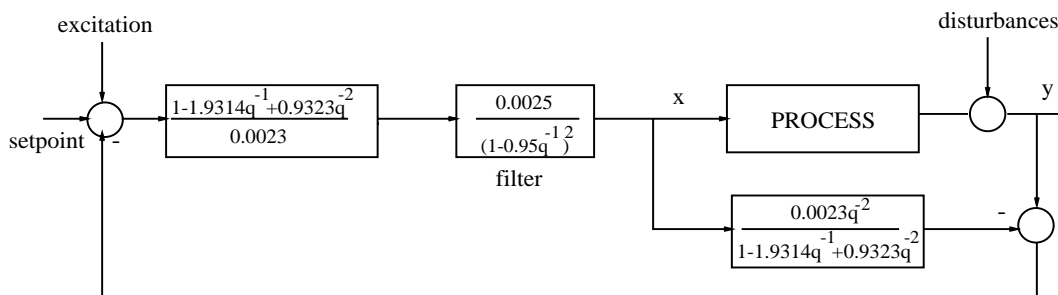 excitation
disturbances
1-1.9314q^-1+0.9323q^-2
0.0023
0.0025
(1-0.95q^-1)^2
x
PROCESS
y
setpoint
-
filter
0.0023q^-2
1-1.9314q^-1+0.9323q^-2
-